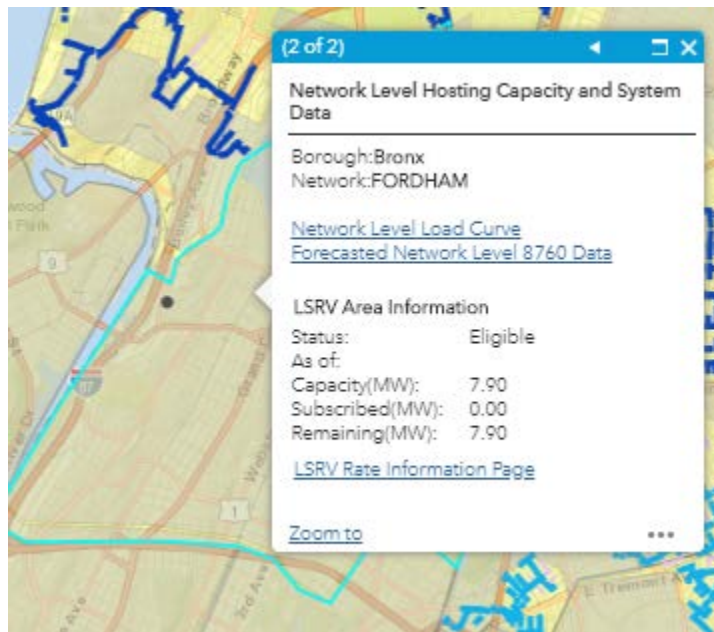 (2 of 2)
Network Level Hosting Capacity and System
Data
Borough:Bronx
Network:FORDHAM
Network Level Load Curve
Forecasted Network Level 8760 Data
LSRV Area Information
Status: Eligible
As of:
Capacity(MW): 7.90
Subscribed(MW): 0.00
Remaining(MW): 7.90
LSRV Rate Information Page
Zoom to
Broadway
9
87
1
3rd Ave
E Tremont A